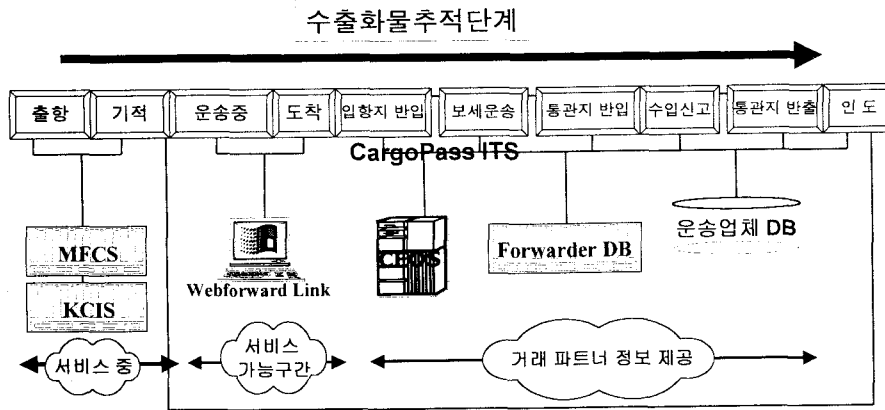 수출화물추적단계
출항 기적 운송중 도착 입항지 반입 보세운송 통관지 반입 수입신고 통관지 반출 인 도
CargoPass ITS
MFCS
KCIS
Webforward Link
Forwarder DB
운송업체 DB
서비스 중
서비스
가능구간
거래 파트너 정보 제공